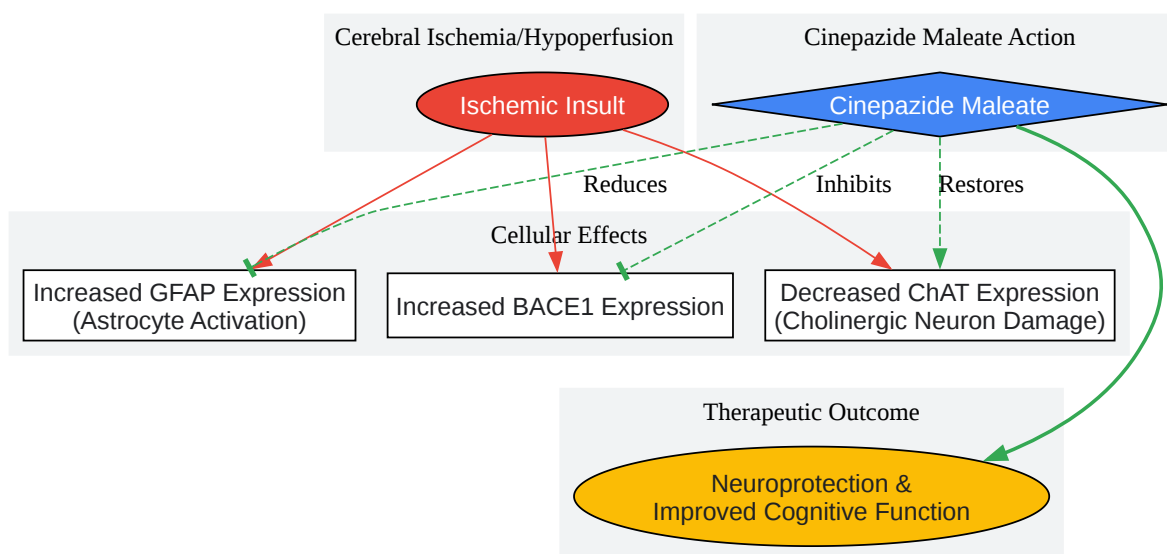 Cerebral Ischemia/Hypoperfusion
Cinepazide Maleate Action
Ischemic Insult
Cinepazide Maleate
Reduces
Inhibits
Restores
Cellular Effects
Increased GFAP Expression
(Astrocyte Activation)
Increased BACE1 Expression
Decreased ChAT Expression
(Cholinergic Neuron Damage)
Therapeutic Outcome
Neuroprotection &
Improved Cognitive Function